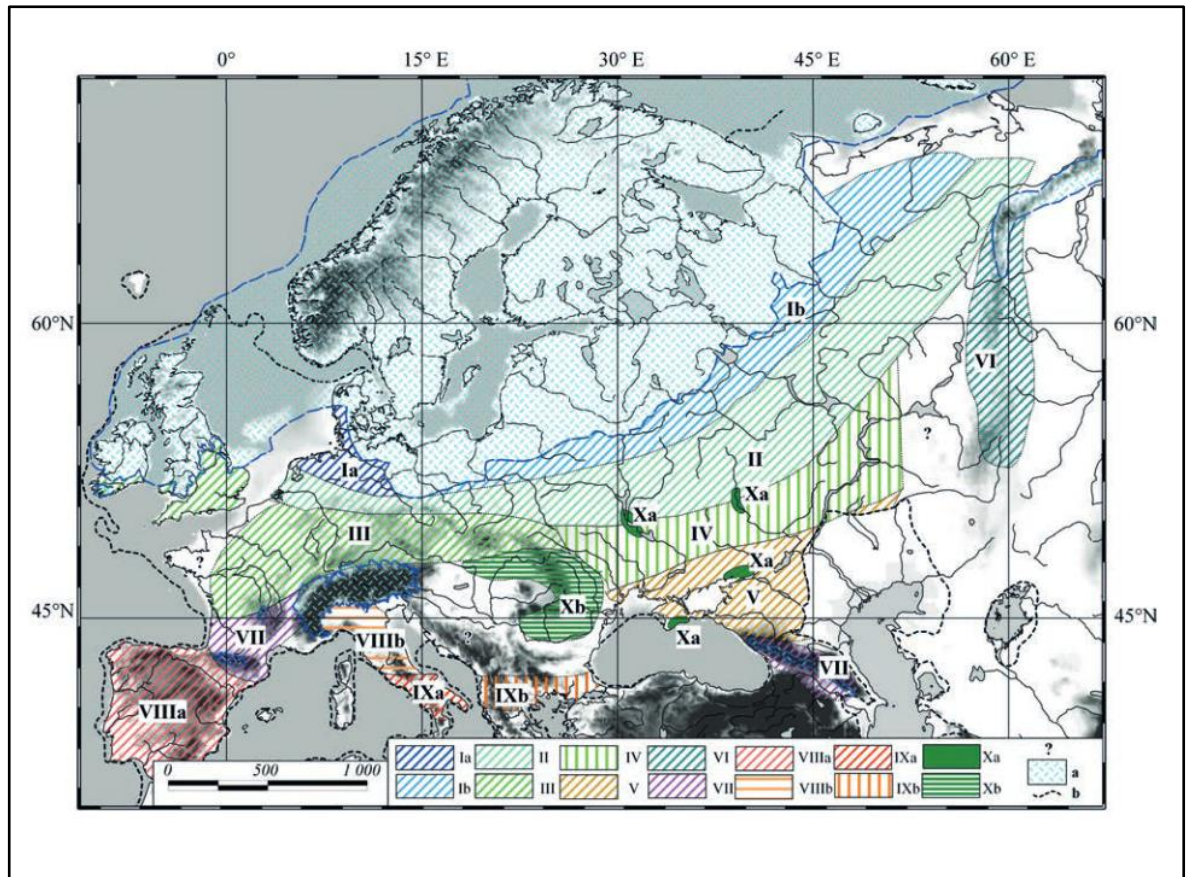 0° 15° E 30° E 45° E 60° E
60°N 60°N
Ib
VI
Ia
II
Xa
Xa
III
IV
?
?
Xa
V
Xb
45°N 45°N
VII
VIIIb
?
Xa
VII
IXa
IXb
VIIIa
Ia II IV VI VIIIa IXa Xa ?
a
Ib III V VII VIIIb IXb Xb b
0 500 1 000